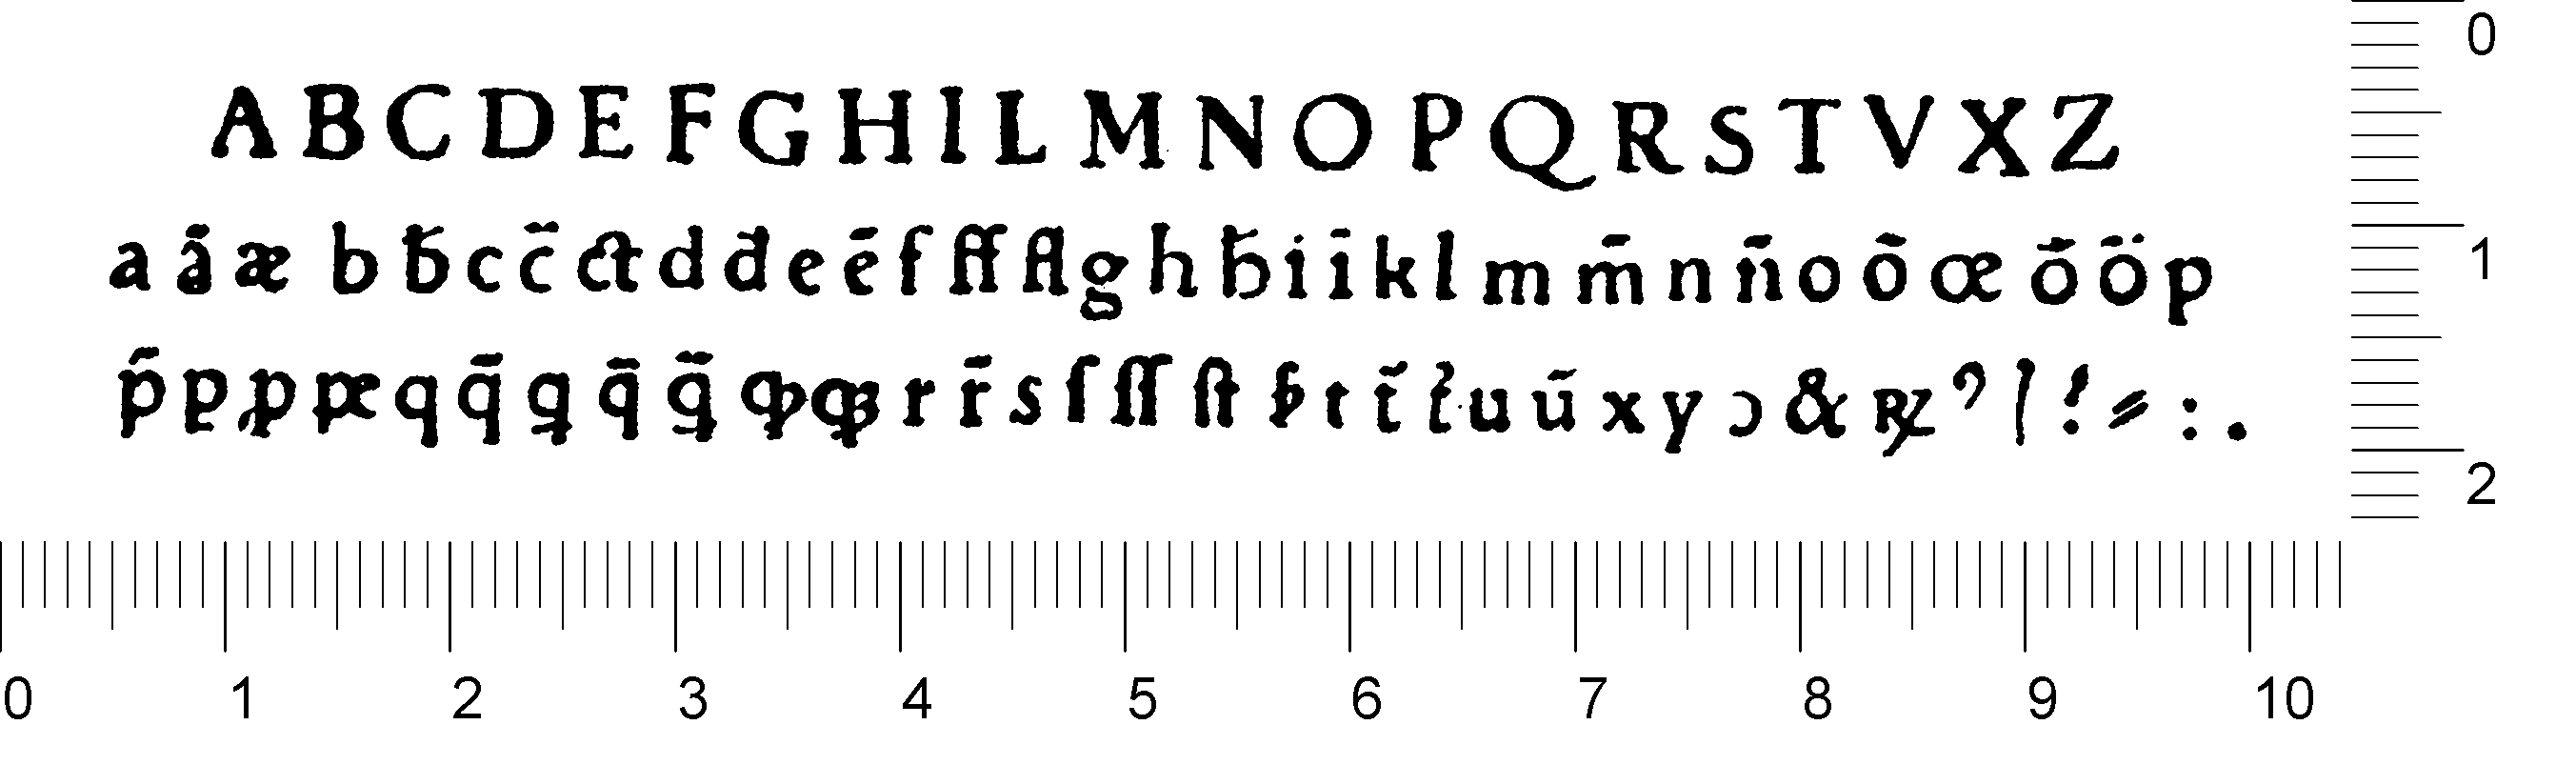 A B C D E F G H I L M N O P Q R S T V X Z
a ã æ b ƀ c c̃ ct d đ e ē f ff fl g h ħ i ī k l m m̄ n n̄ o õ œ ő ö p
p̄ ꝑ ꝓ pæ q q̄ ꝗ q̄ ꝗ̃ ꝙ r r̄ s ſ ſſ ſt t t̄ u ū x y ɔ & ꝶ ꝰ ! ⸗ : .
0
1
2
0 1 2 3 4 5 6 7 8 9 10